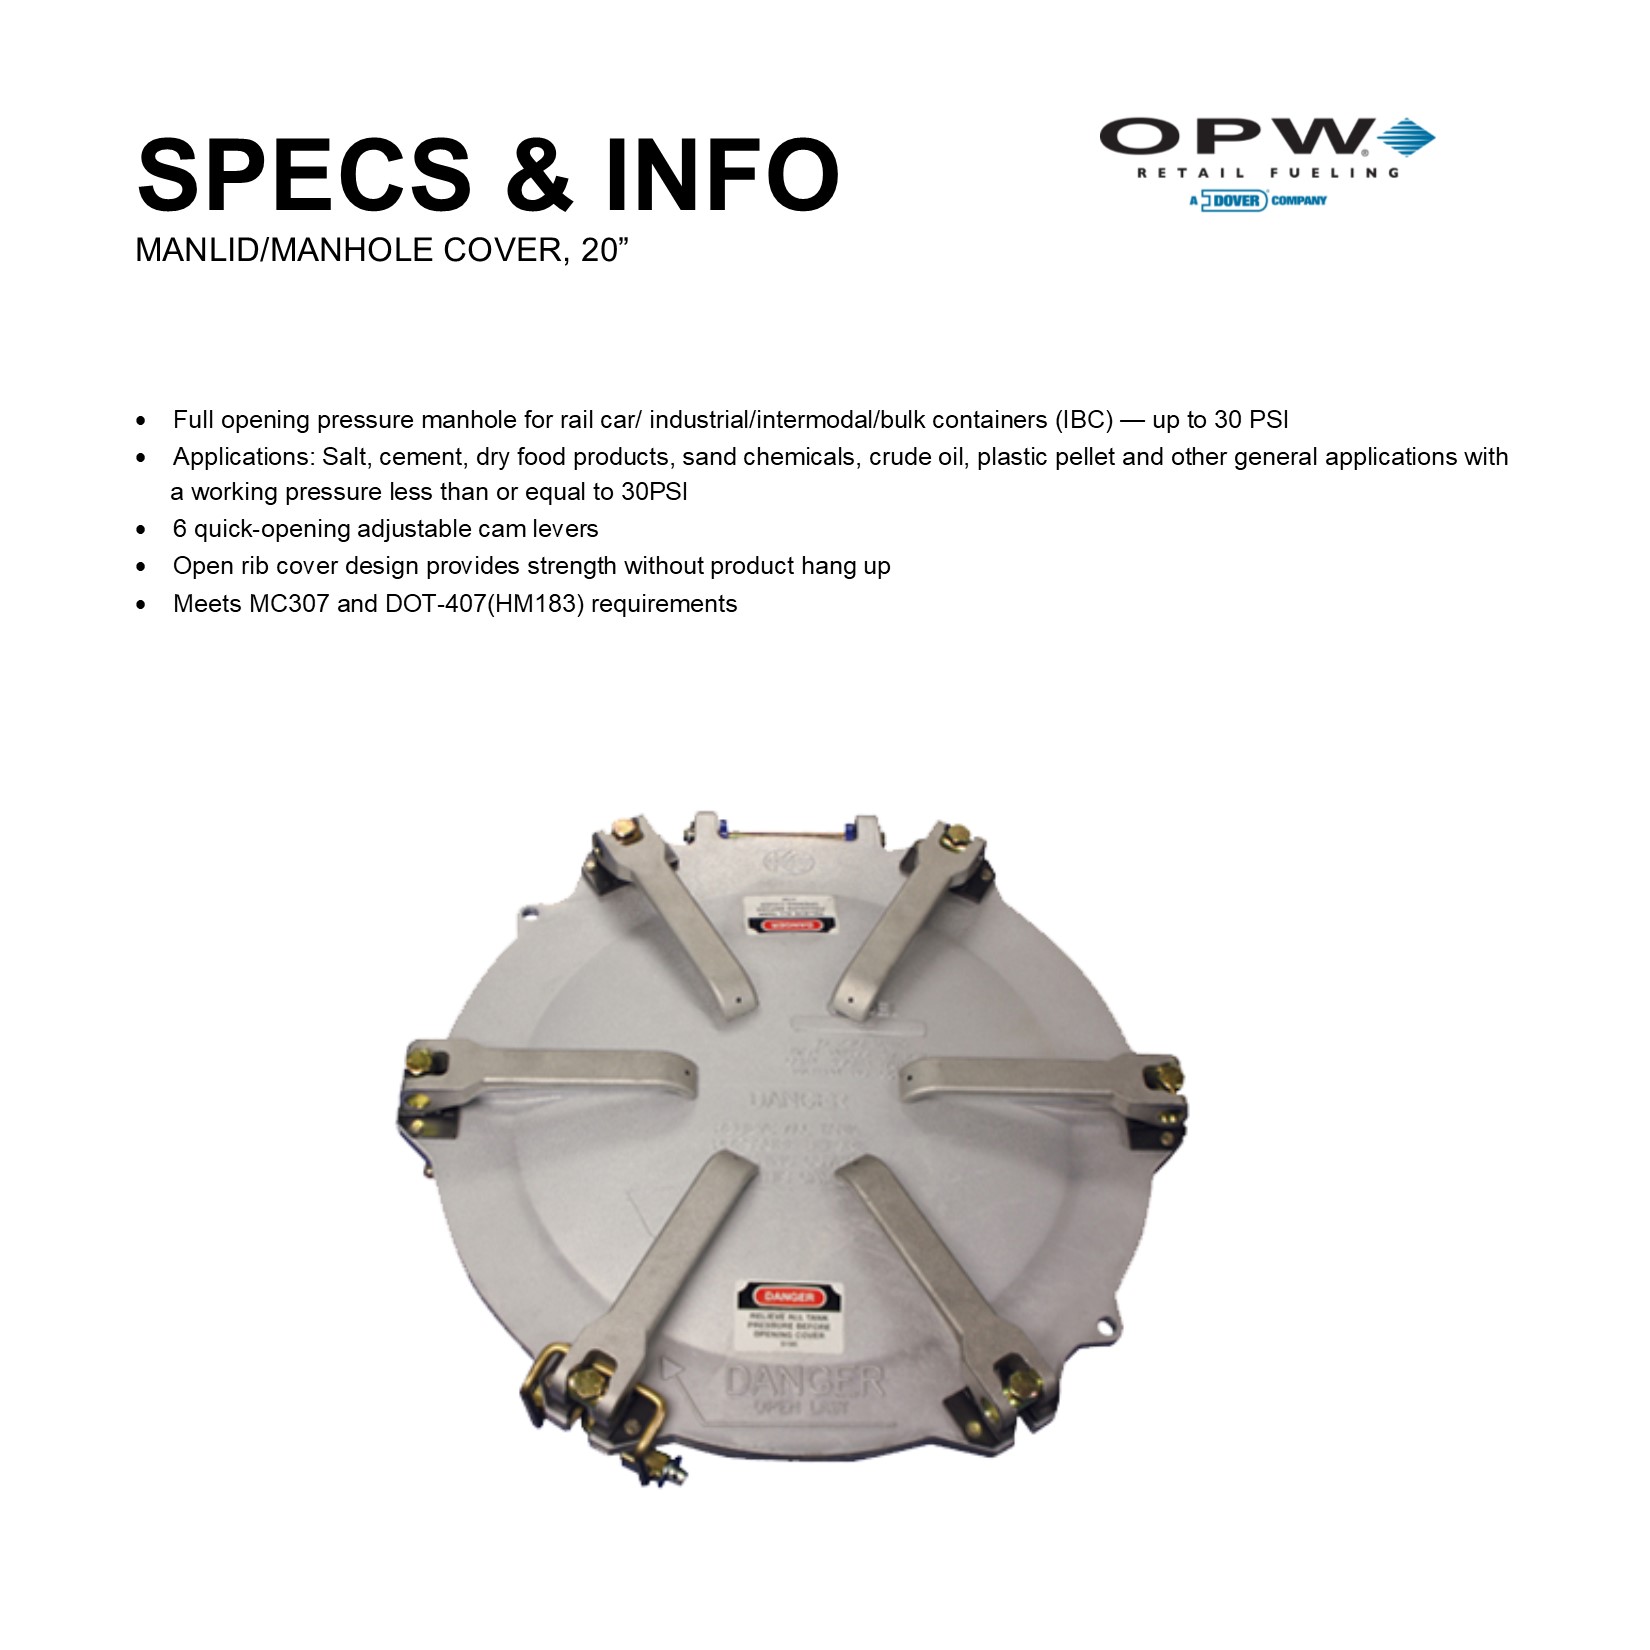 SPECS & INFO
MANLID/MANHOLE COVER, 20”
OPW®
RETAIL FUELING
A DOVER® COMPANY
• Full opening pressure manhole for rail car/ industrial/intermodal/bulk containers (IBC) — up to 30 PSI
• Applications: Salt, cement, dry food products, sand chemicals, crude oil, plastic pellet and other general applications with
a working pressure less than or equal to 30PSI
• 6 quick-opening adjustable cam levers
• Open rib cover design provides strength without product hang up
• Meets MC307 and DOT-407(HM183) requirements
DANGER
DANGER
DANGER
RELIEVE ALL TANK
PRESSURE BEFORE
OPENING COVER
DANGER
OPEN LAST